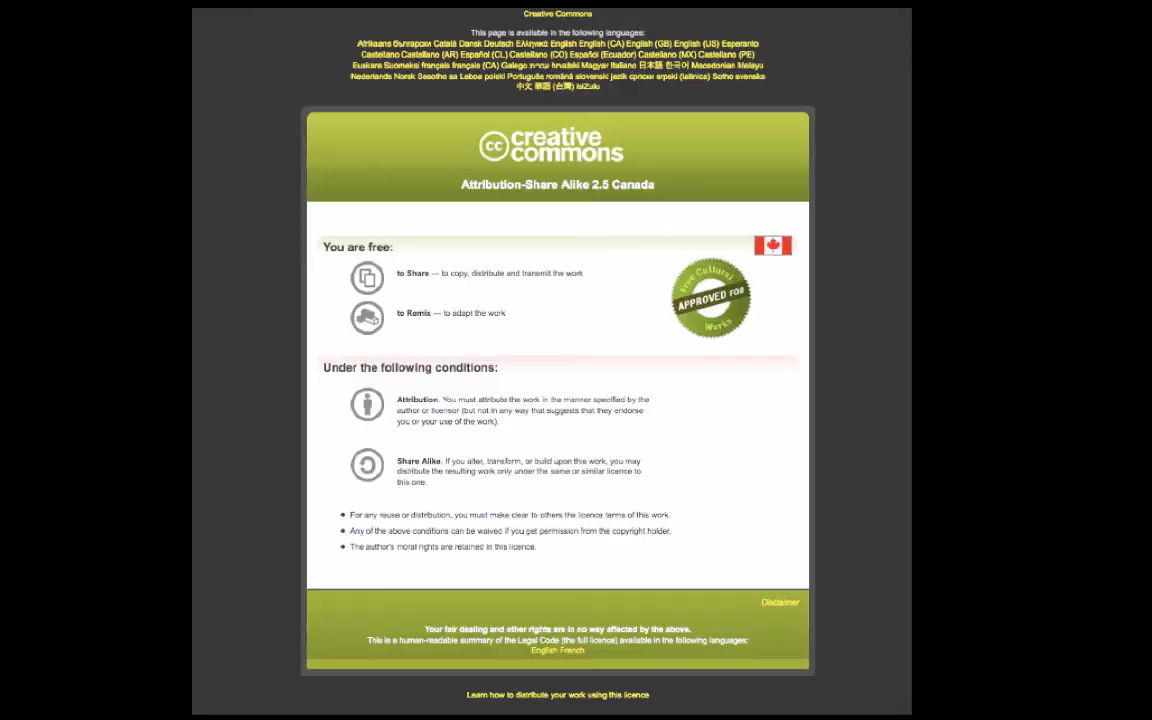 Creative Commons
This page is available in the following languages:
Afrikaans български Català Dansk Deutsch Ελληνικά English English (CA) English (GB) English (US) Esperanto
Castellano Castellano (AR) Español (CL) Castellano (CO) Español (Ecuador) Castellano (MX) Castellano (PE)
Euskara Suomeksi français français (CA) Galego עברית hrvatski Magyar Italiano 日本語 한국어 Macedonian Melayu
Nederlands Norsk Sesotho sa Leboa polski Português română slovenski jezik српски srpski (latinica) Sotho svenska
中文 華語 (台灣) isiZulu
cc creative commons
Attribution-Share Alike 2.5 Canada
You are free:
to Share — to copy, distribute and transmit the work
to Remix — to adapt the work
Free Cultural
APPROVED FOR
Works
Under the following conditions:
Attribution. You must attribute the work in the manner specified by the
author or licensor (but not in any way that suggests that they endorse
you or your use of the work).
Share Alike. If you alter, transform, or build upon this work, you may
distribute the resulting work only under the same or similar licence to
this one.
For any reuse or distribution, you must make clear to others the licence terms of this work.
Any of the above conditions can be waived if you get permission from the copyright holder.
The author's moral rights are retained in this licence.
Disclaimer
Your fair dealing and other rights are in no way affected by the above.
This is a human-readable summary of the Legal Code (the full licence) available in the following languages:
English French
Learn how to distribute your work using this licence